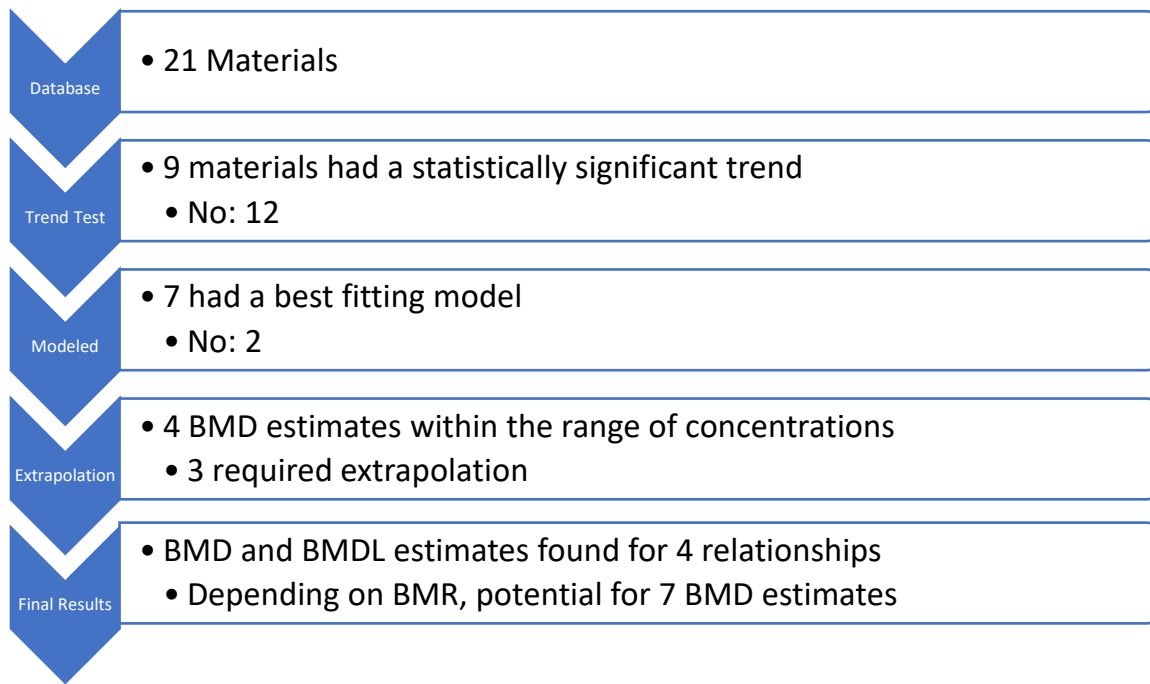 Database
• 21 Materials
Trend Test
• 9 materials had a statistically significant trend
• No: 12
Modeled
• 7 had a best fitting model
• No: 2
Extrapolation
• 4 BMD estimates within the range of concentrations
• 3 required extrapolation
Final Results
• BMD and BMDL estimates found for 4 relationships
• Depending on BMR, potential for 7 BMD estimates